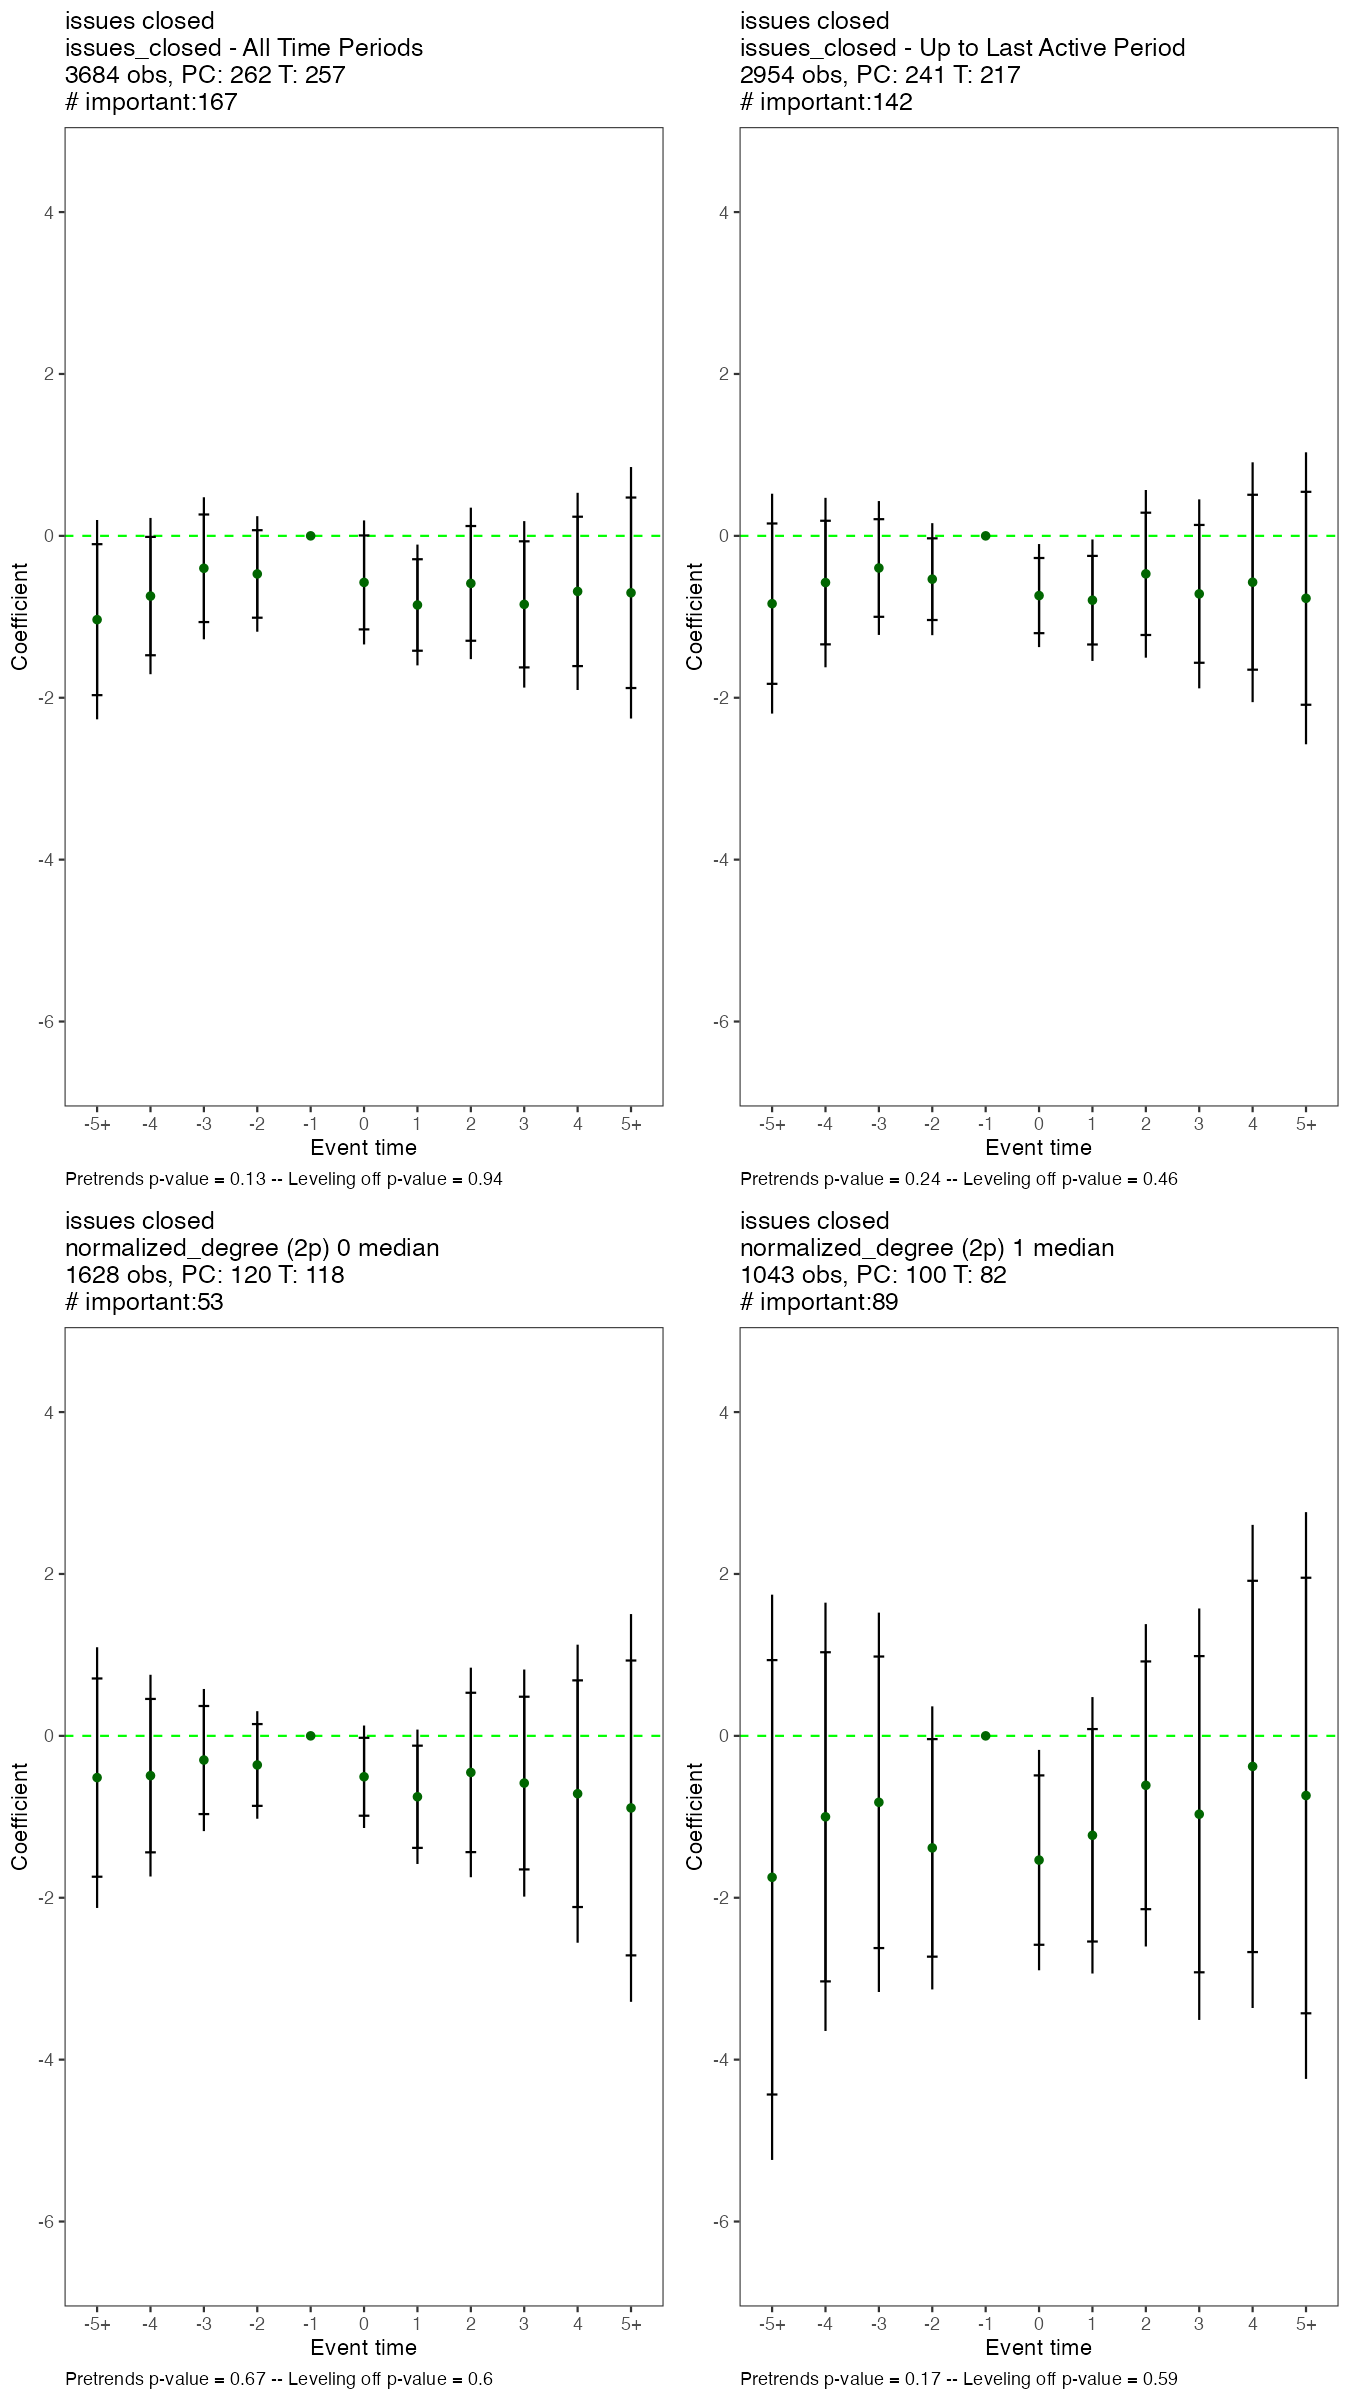 issues closed
issues_closed - All Time Periods
3684 obs, PC: 262 T: 257
# important:167
4
2
0
-2
-4
-6
Coefficient
-5+ -4 -3 -2 -1 0 1 2 3 4 5+
Event time
Pretrends p-value = 0.13 -- Leveling off p-value = 0.94
issues closed
issues_closed - Up to Last Active Period
2954 obs, PC: 241 T: 217
# important:142
4
2
0
-2
-4
-6
Coefficient
-5+ -4 -3 -2 -1 0 1 2 3 4 5+
Event time
Pretrends p-value = 0.24 -- Leveling off p-value = 0.46
issues closed
normalized_degree (2p) 0 median
1628 obs, PC: 120 T: 118
# important:53
4
2
0
-2
-4
-6
Coefficient
-5+ -4 -3 -2 -1 0 1 2 3 4 5+
Event time
Pretrends p-value = 0.67 -- Leveling off p-value = 0.6
issues closed
normalized_degree (2p) 1 median
1043 obs, PC: 100 T: 82
# important:89
4
2
0
-2
-4
-6
Coefficient
-5+ -4 -3 -2 -1 0 1 2 3 4 5+
Event time
Pretrends p-value = 0.17 -- Leveling off p-value = 0.59